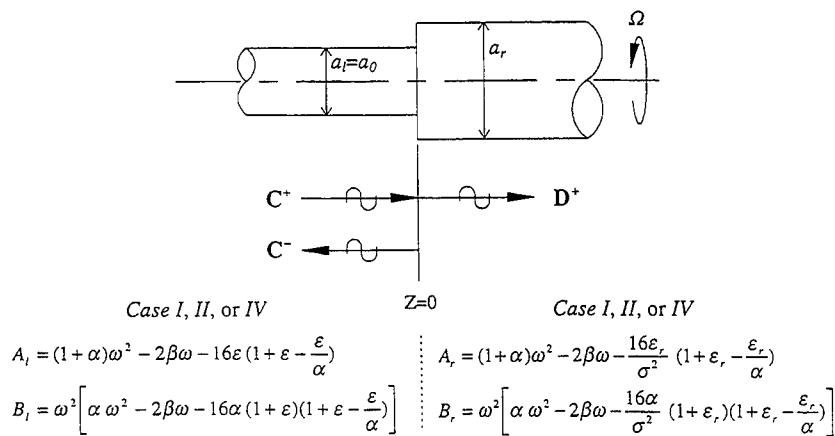 Ω
a_l=a_0
a_r
C⁺
D⁺
C⁻
Z=0
Case I, II, or IV
Case I, II, or IV
A_l = (1+α)ω² − 2βω − 16ε (1+ε − ε/α)
A_r = (1+α)ω² − 2βω − 16ε_r/σ² (1+ε_r − ε_r/α)
B_l = ω²[α ω² − 2βω − 16α (1+ε)(1+ε − ε/α)]
B_r = ω²[α ω² − 2βω − 16α/σ² (1+ε_r)(1+ε_r − ε_r/α)]